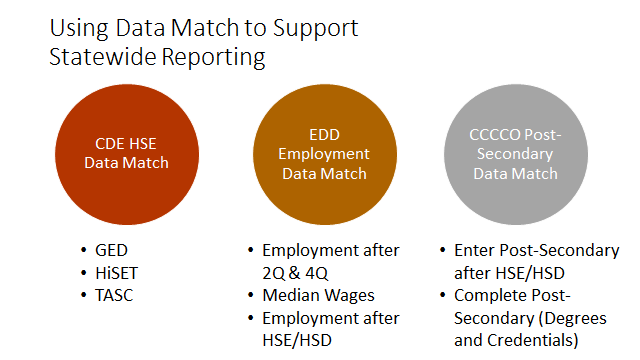 Using Data Match to Support
Statewide Reporting
CDE HSE
Data Match
• GED
• HiSET
• TASC
EDD
Employment
Data Match
• Employment after
2Q & 4Q
• Median Wages
• Employment after
HSE/HSD
CCCCO Post-
Secondary
Data Match
• Enter Post-Secondary
after HSE/HSD
• Complete Post-
Secondary (Degrees
and Credentials)